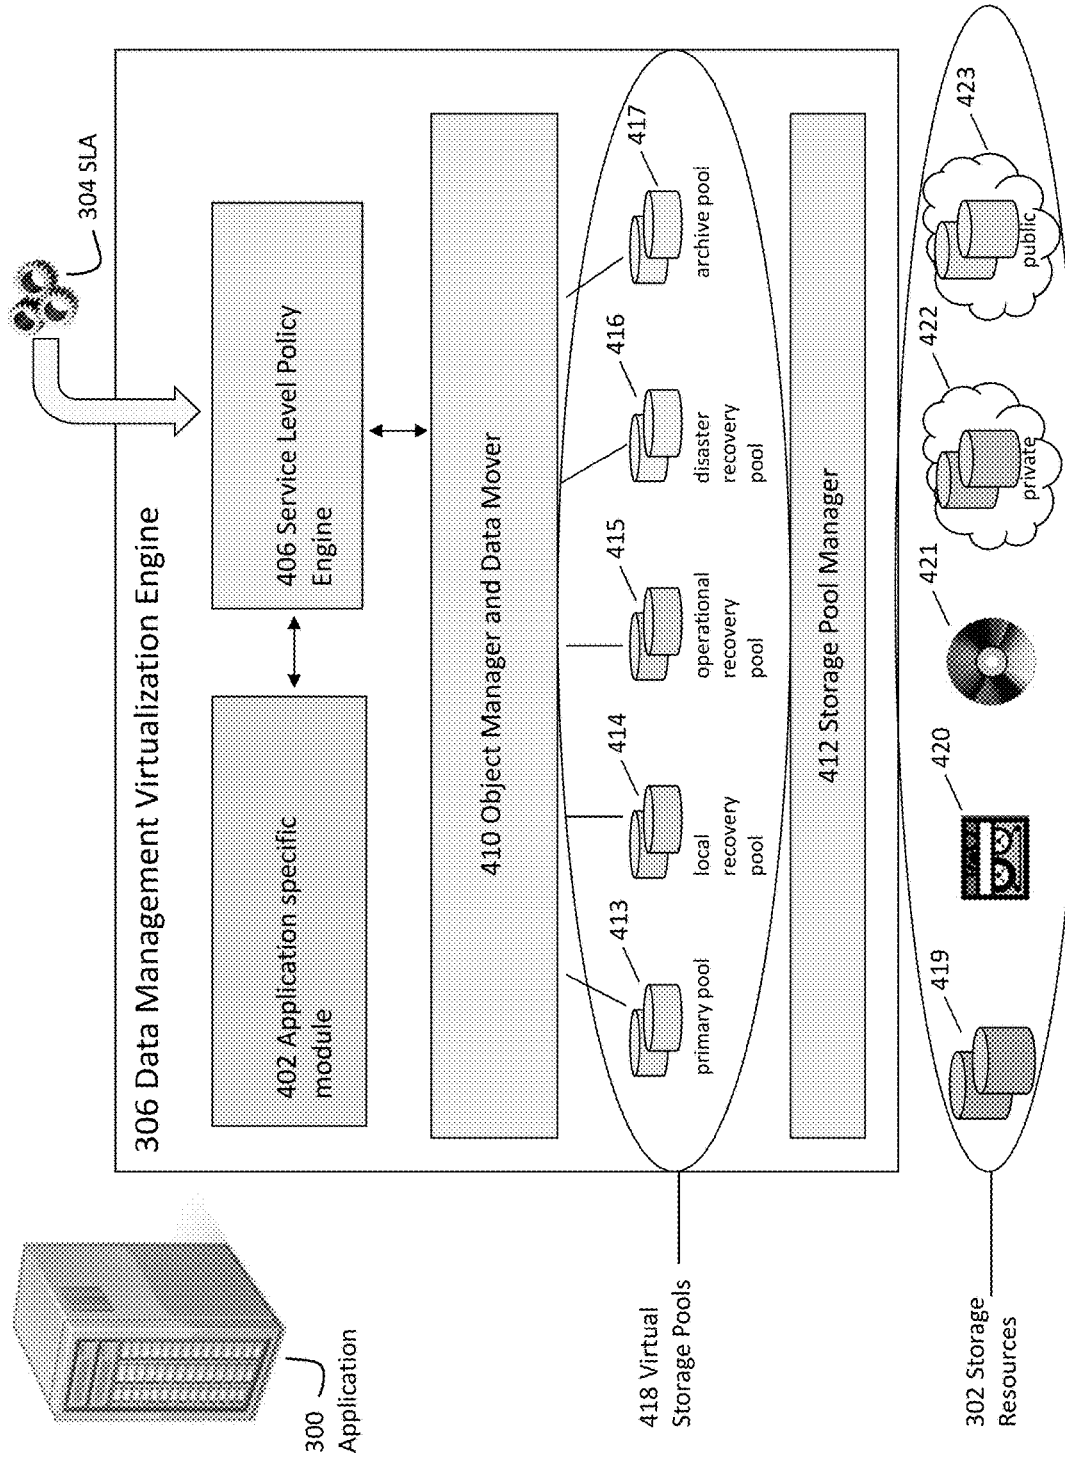 304 SLA
306 Data Management Virtualization Engine
300
Application
402 Application specific
module
406 Service Level Policy
Engine
410 Object Manager and Data Mover
413
414
415
416
417
primary pool
local
recovery
pool
operational
recovery
pool
disaster
recovery
pool
archive pool
418 Virtual
Storage Pools
412 Storage Pool Manager
419
420
421
422
423
private
public
302 Storage
Resources